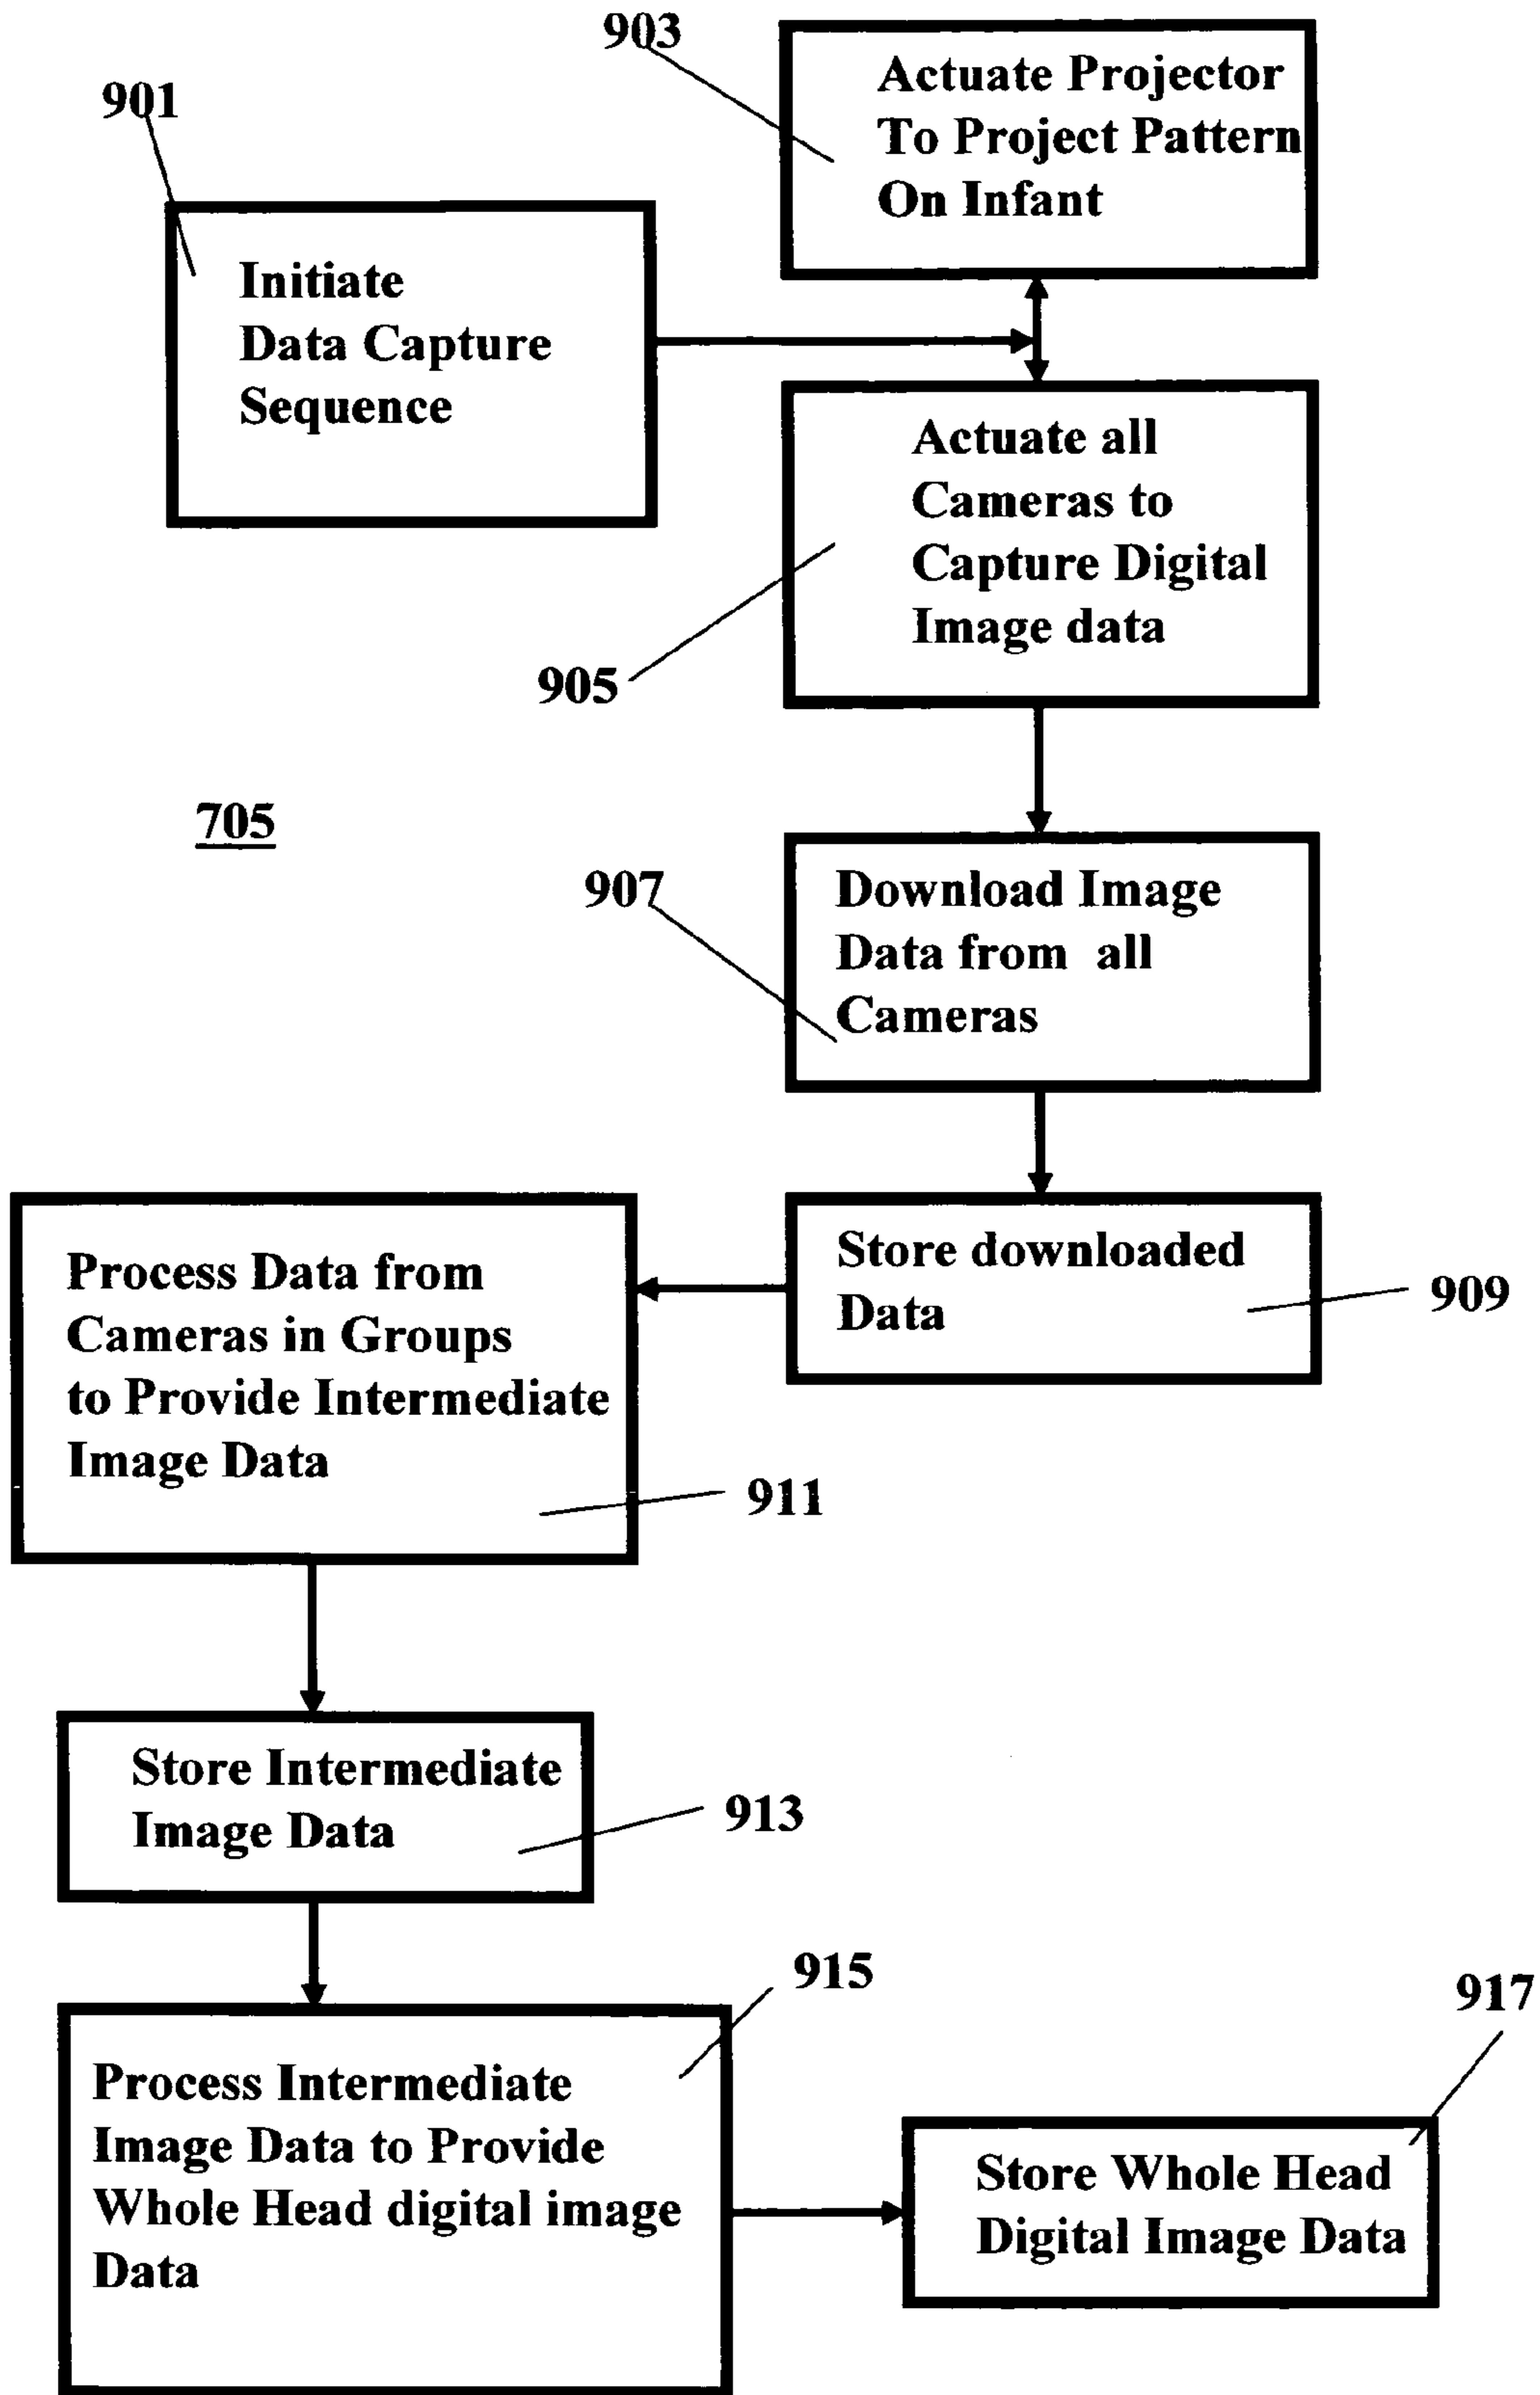 903
Actuate Projector
To Project Pattern
On Infant
901
Initiate
Data Capture
Sequence
Actuate all
Cameras to
Capture Digital
Image data
905
705
907
Download Image
Data from all
Cameras
Store downloaded
Data
909
Process Data from
Cameras in Groups
to Provide Intermediate
Image Data
911
Store Intermediate
Image Data
913
915
Process Intermediate
Image Data to Provide
Whole Head digital image
Data
917
Store Whole Head
Digital Image Data